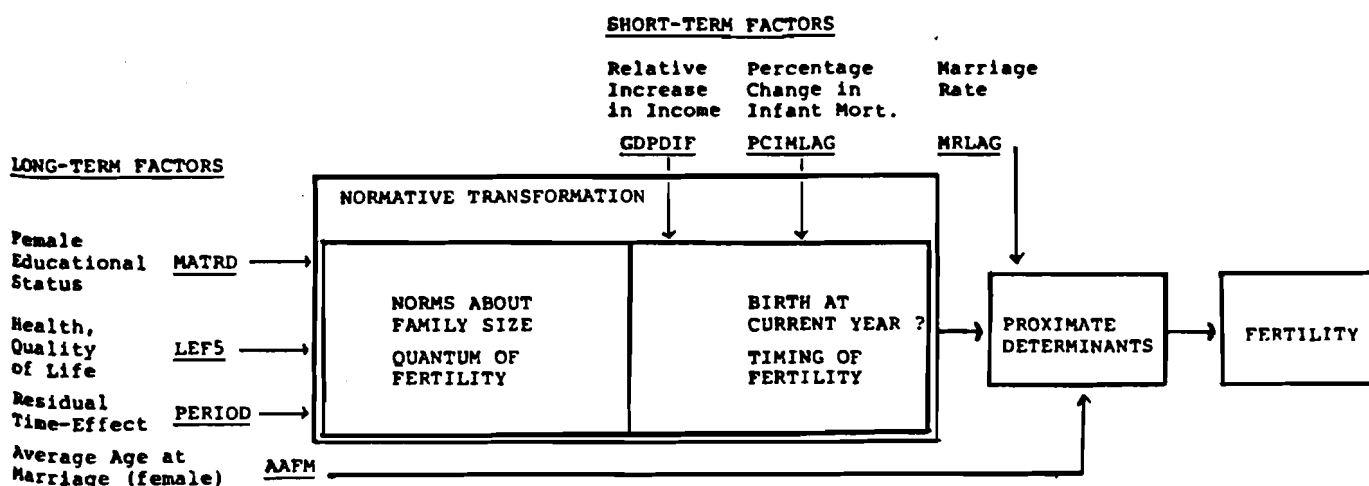 SHORT-TERM FACTORS
Relative Increase in Income
GDPDIF
Percentage Change in Infant Mort.
PCIMLAG
Marriage Rate
MRLAG
LONG-TERM FACTORS
Female Educational Status
MATRD
Health, Quality of Life
LEF5
Residual Time-Effect
PERIOD
Average Age at Marriage (female)
AAFM
NORMATIVE TRANSFORMATION
NORMS ABOUT
FAMILY SIZE
QUANTUM OF
FERTILITY
BIRTH AT
CURRENT YEAR ?
TIMING OF
FERTILITY
PROXIMATE
DETERMINANTS
FERTILITY